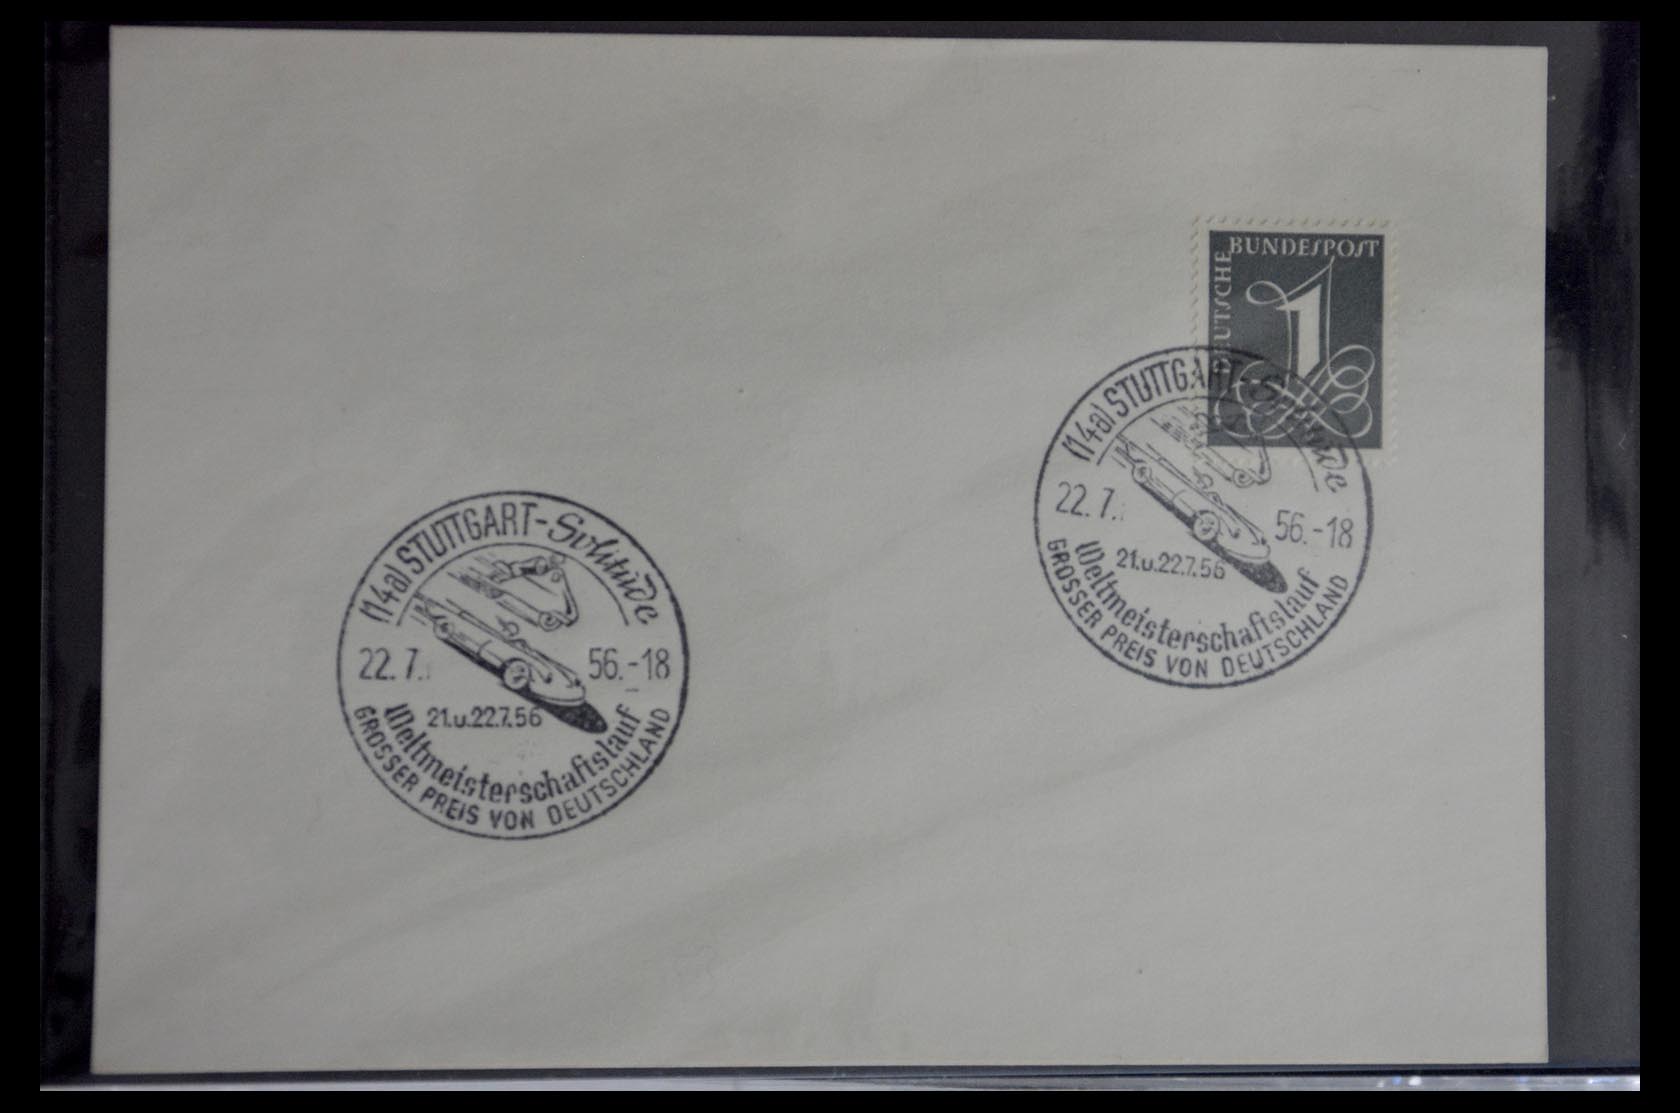 DEUTSCHE BUNDESPOST
1
(14a) STUTTGART-Solitude
22.7. 56.-18
21.u.22.7.56
Weltmeisterschaftslauf
GROSSER PREIS VON DEUTSCHLAND
(14a) STUTTGART-Solitude
22.7. 56.-18
21.u.22.7.56
Weltmeisterschaftslauf
GROSSER PREIS VON DEUTSCHLAND